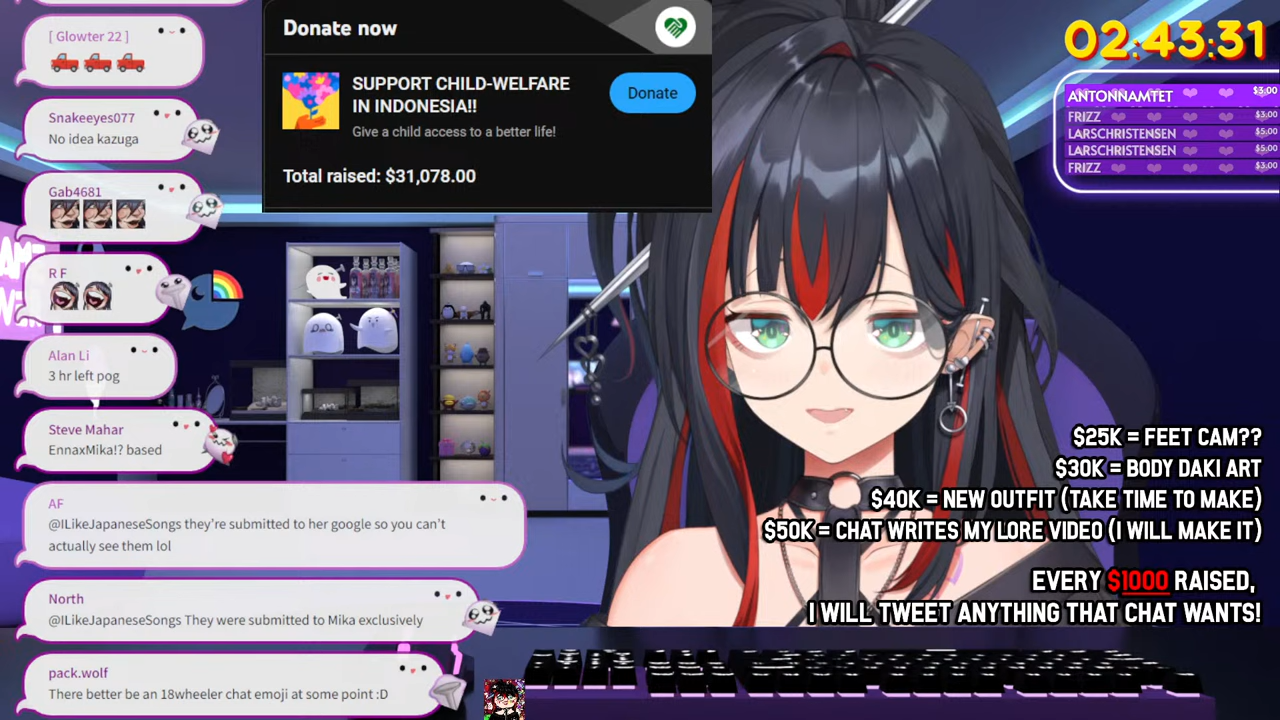 [ Glowter 22 ]
Snakeeyes077
No idea kazuga
Gab4681
R F
Alan Li
3 hr left pog
Steve Mahar
EnnaxMika!? based
AF
@ILikeJapaneseSongs they're submitted to her google so you can't
actually see them lol
North
@ILikeJapaneseSongs They were submitted to Mika exclusively
pack.wolf
There better be an 18wheeler chat emoji at some point :D
Donate now
SUPPORT CHILD-WELFARE
IN INDONESIA!!
Donate
Give a child access to a better life!
Total raised: $31,078.00
02:43:31
ANTONNAMTET $3.00
FRIZZ $3.00
LARSCHRISTENSEN $5.00
LARSCHRISTENSEN $5.00
FRIZZ $3.00
$25K = FEET CAM??
$30K = BODY DAKI ART
$40K = NEW OUTFIT (TAKE TIME TO MAKE)
$50K = CHAT WRITES MY LORE VIDEO (I WILL MAKE IT)
EVERY $1000 RAISED,
I WILL TWEET ANYTHING THAT CHAT WANTS!